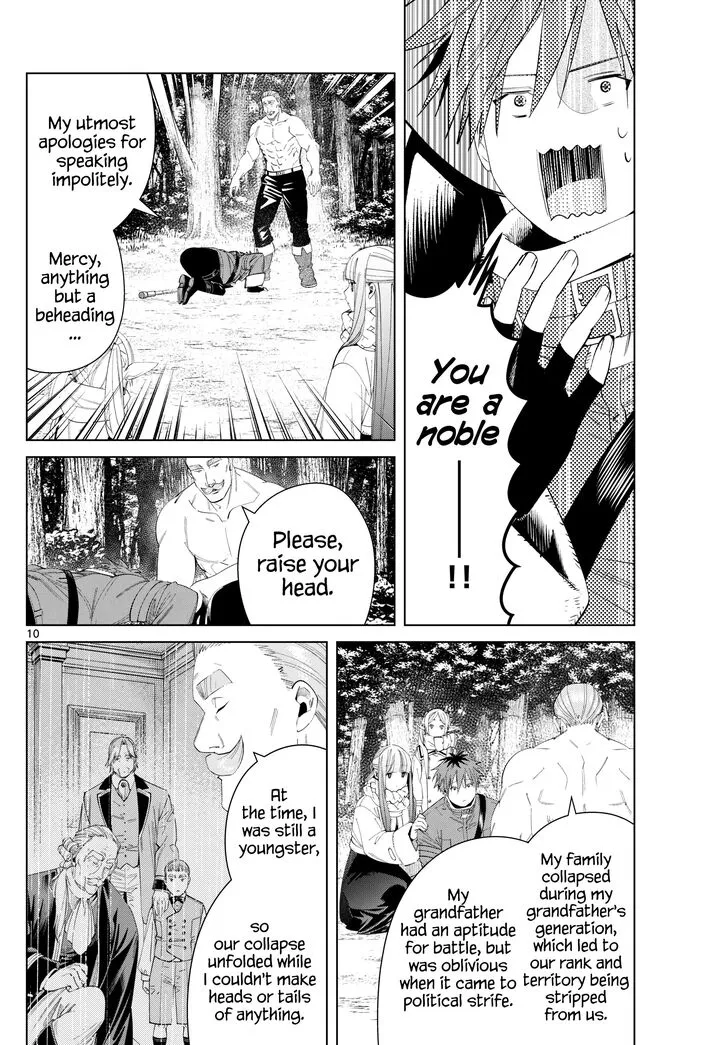 You
are a
noble
——!!
My utmost
apologies for
speaking
impolitely.
Mercy,
anything
but a
beheading
...
Please,
raise your
head.
10
My family
collapsed
during my
grandfather's
generation,
which led to
our rank and
territory being
stripped
from us.
My
grandfather
had an aptitude
for battle, but
was oblivious
when it came to
political strife.
At
the time, I
was still a
youngster,
so
our collapse
unfolded while
I couldn't make
heads or tails
of anything.